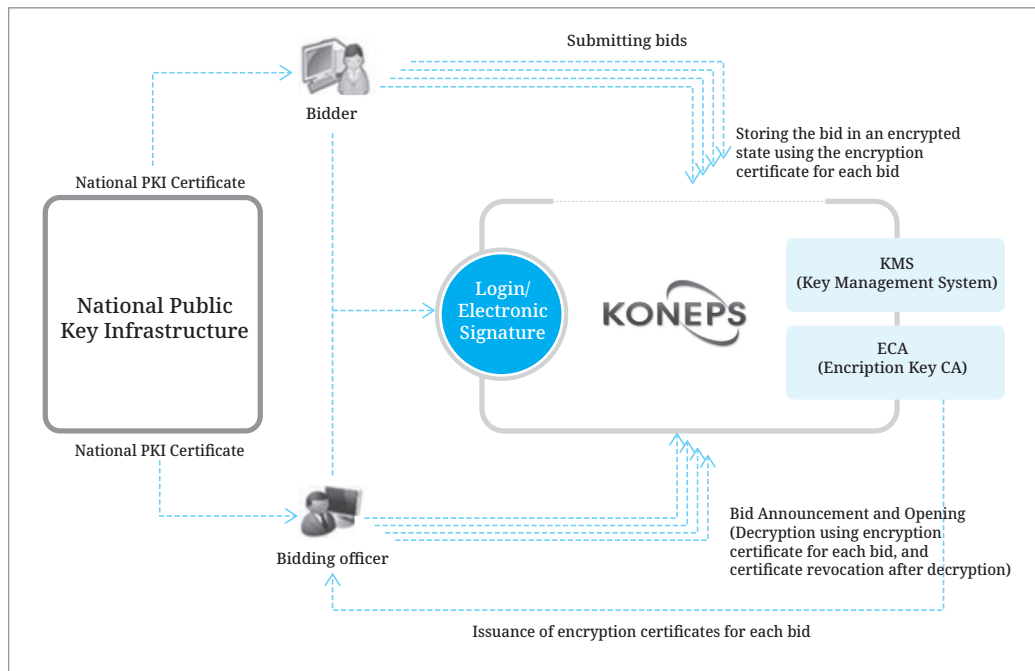 Submitting bids
Bidder
Storing the bid in an encrypted
state using the encryption
certificate for each bid
National PKI Certificate
National Public
Key Infrastructure
Login/
Electronic
Signature
KONEPS
KMS
(Key Management System)
ECA
(Encription Key CA)
National PKI Certificate
Bidding officer
Bid Announcement and Opening
(Decryption using encryption
certificate for each bid, and
certificate revocation after decryption)
Issuance of encryption certificates for each bid